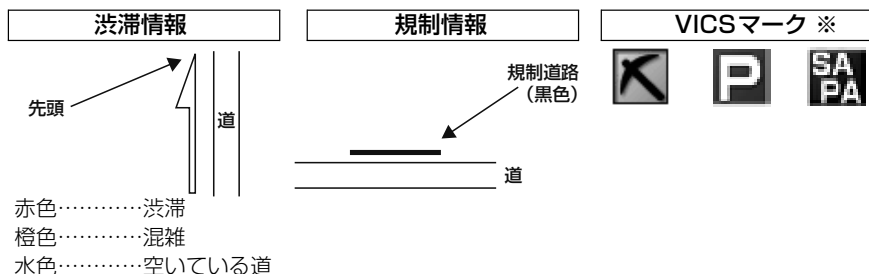 渋滞情報
先頭
道
赤色…………渋滞
橙色…………混雑
水色…………空いている道
規制情報
規制道路
（黒色）
道
VICSマーク ※
P
SA
PA